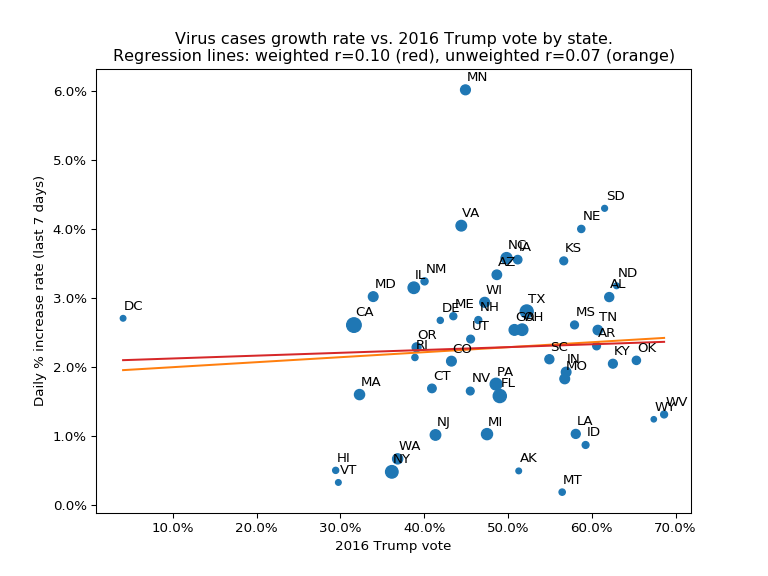 Virus cases growth rate vs. 2016 Trump vote by state.
Regression lines: weighted r=0.10 (red), unweighted r=0.07 (orange)
Daily % increase rate (last 7 days)
6.0%
5.0%
4.0%
3.0%
2.0%
1.0%
0.0%
MN
SD
NE
VA
NC
IA
KS
AZ
ND
NM
IL
AL
MD
WI
TX
DC
CA
DE
ME
NH
GA
OH
MS
TN
UT
AR
OR
RI
CO
SC
IN
MO
KY
OK
MA
CT
NV
PA
FL
WY
WV
NJ
MI
LA
ID
WA
NY
HI
VT
AK
MT
10.0%
20.0%
30.0%
40.0%
50.0%
60.0%
70.0%
2016 Trump vote